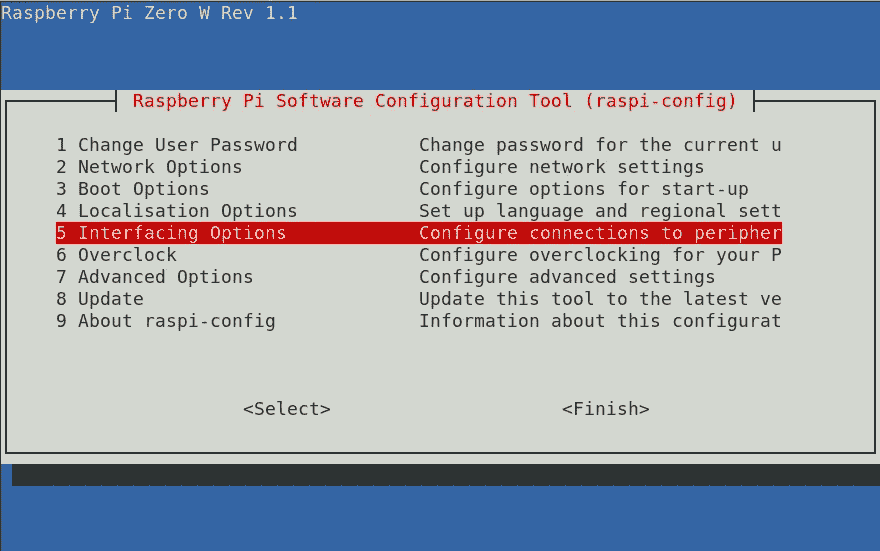 Raspberry Pi Zero W Rev 1.1
Raspberry Pi Software Configuration Tool (raspi-config)
1 Change User Password Change password for the current u
2 Network Options Configure network settings
3 Boot Options Configure options for start-up
4 Localisation Options Set up language and regional sett
5 Interfacing Options Configure connections to peripher
6 Overclock Configure overclocking for your P
7 Advanced Options Configure advanced settings
8 Update Update this tool to the latest ve
9 About raspi-config Information about this configurat
<Select> <Finish>